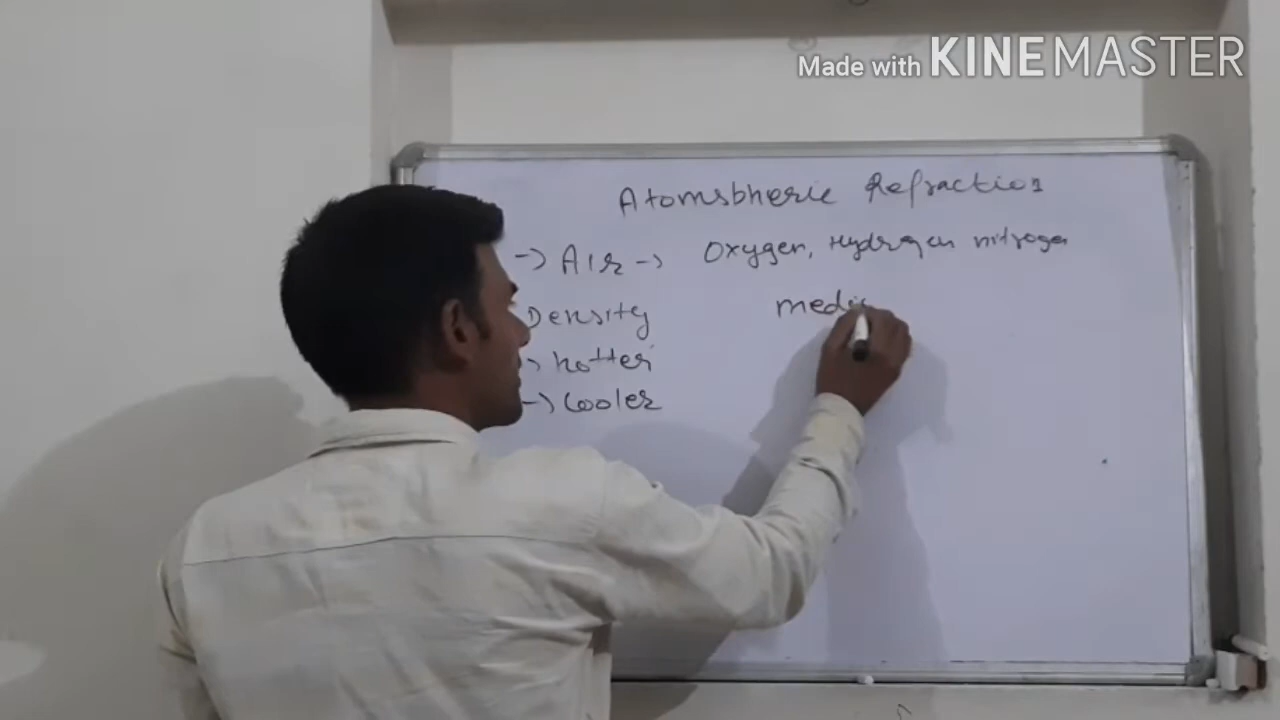 Made with KINEMASTER
Atomsbheric Refraction
→ Air → Oxygen, Hydrogen nitrogen
Density
medi
→ hotter
→ Cooler